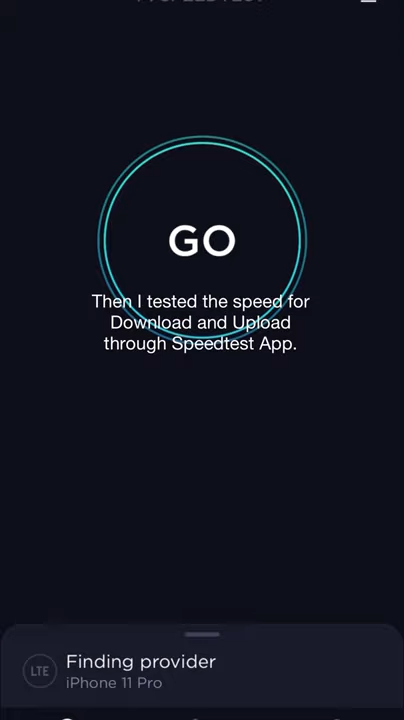 GO
Then I tested the speed for
Download and Upload
through Speedtest App.
LTE
Finding provider
iPhone 11 Pro